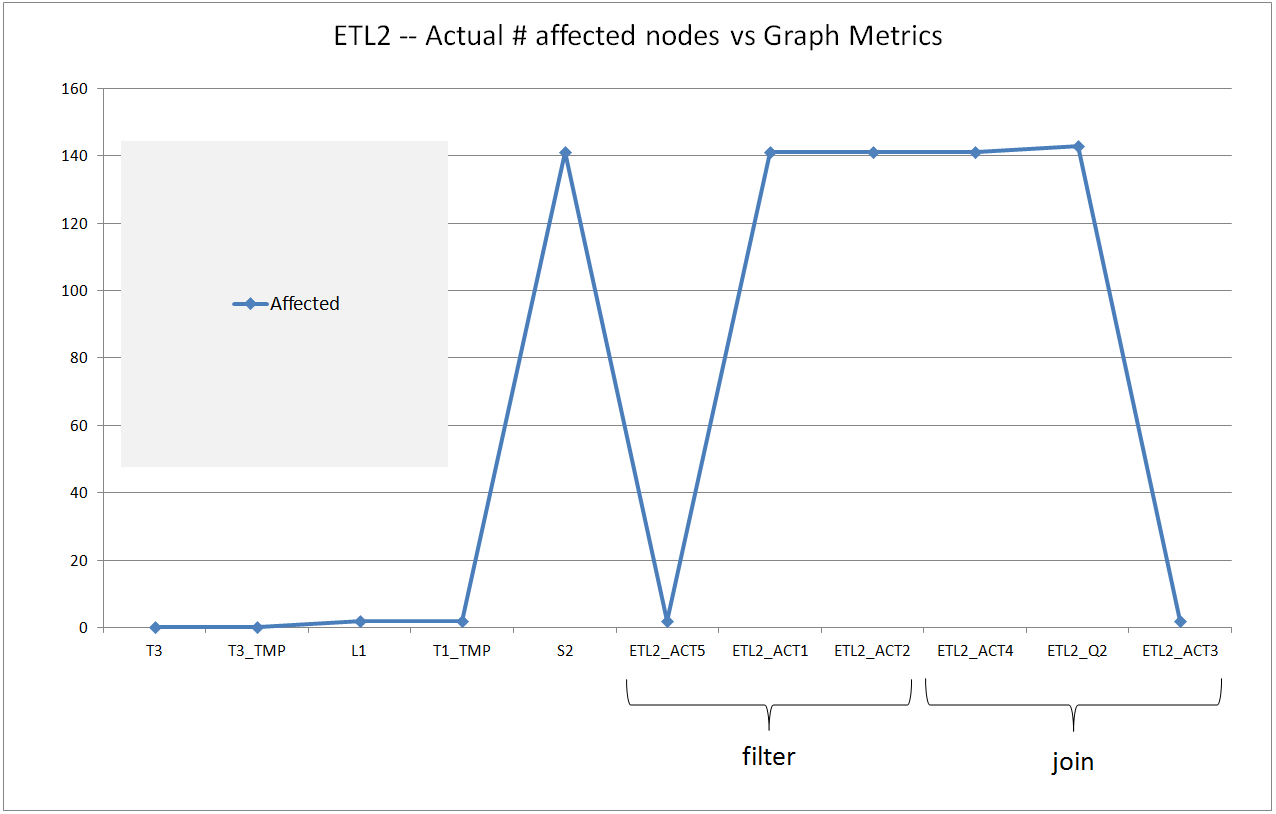 ETL2 -- Actual # affected nodes vs Graph Metrics
160
140
120
100
80
60
40
20
0
Affected
T3 T3_TMP L1 T1_TMP S2 ETL2_ACT5 ETL2_ACT1 ETL2_ACT2 ETL2_ACT4 ETL2_Q2 ETL2_ACT3
filter
join